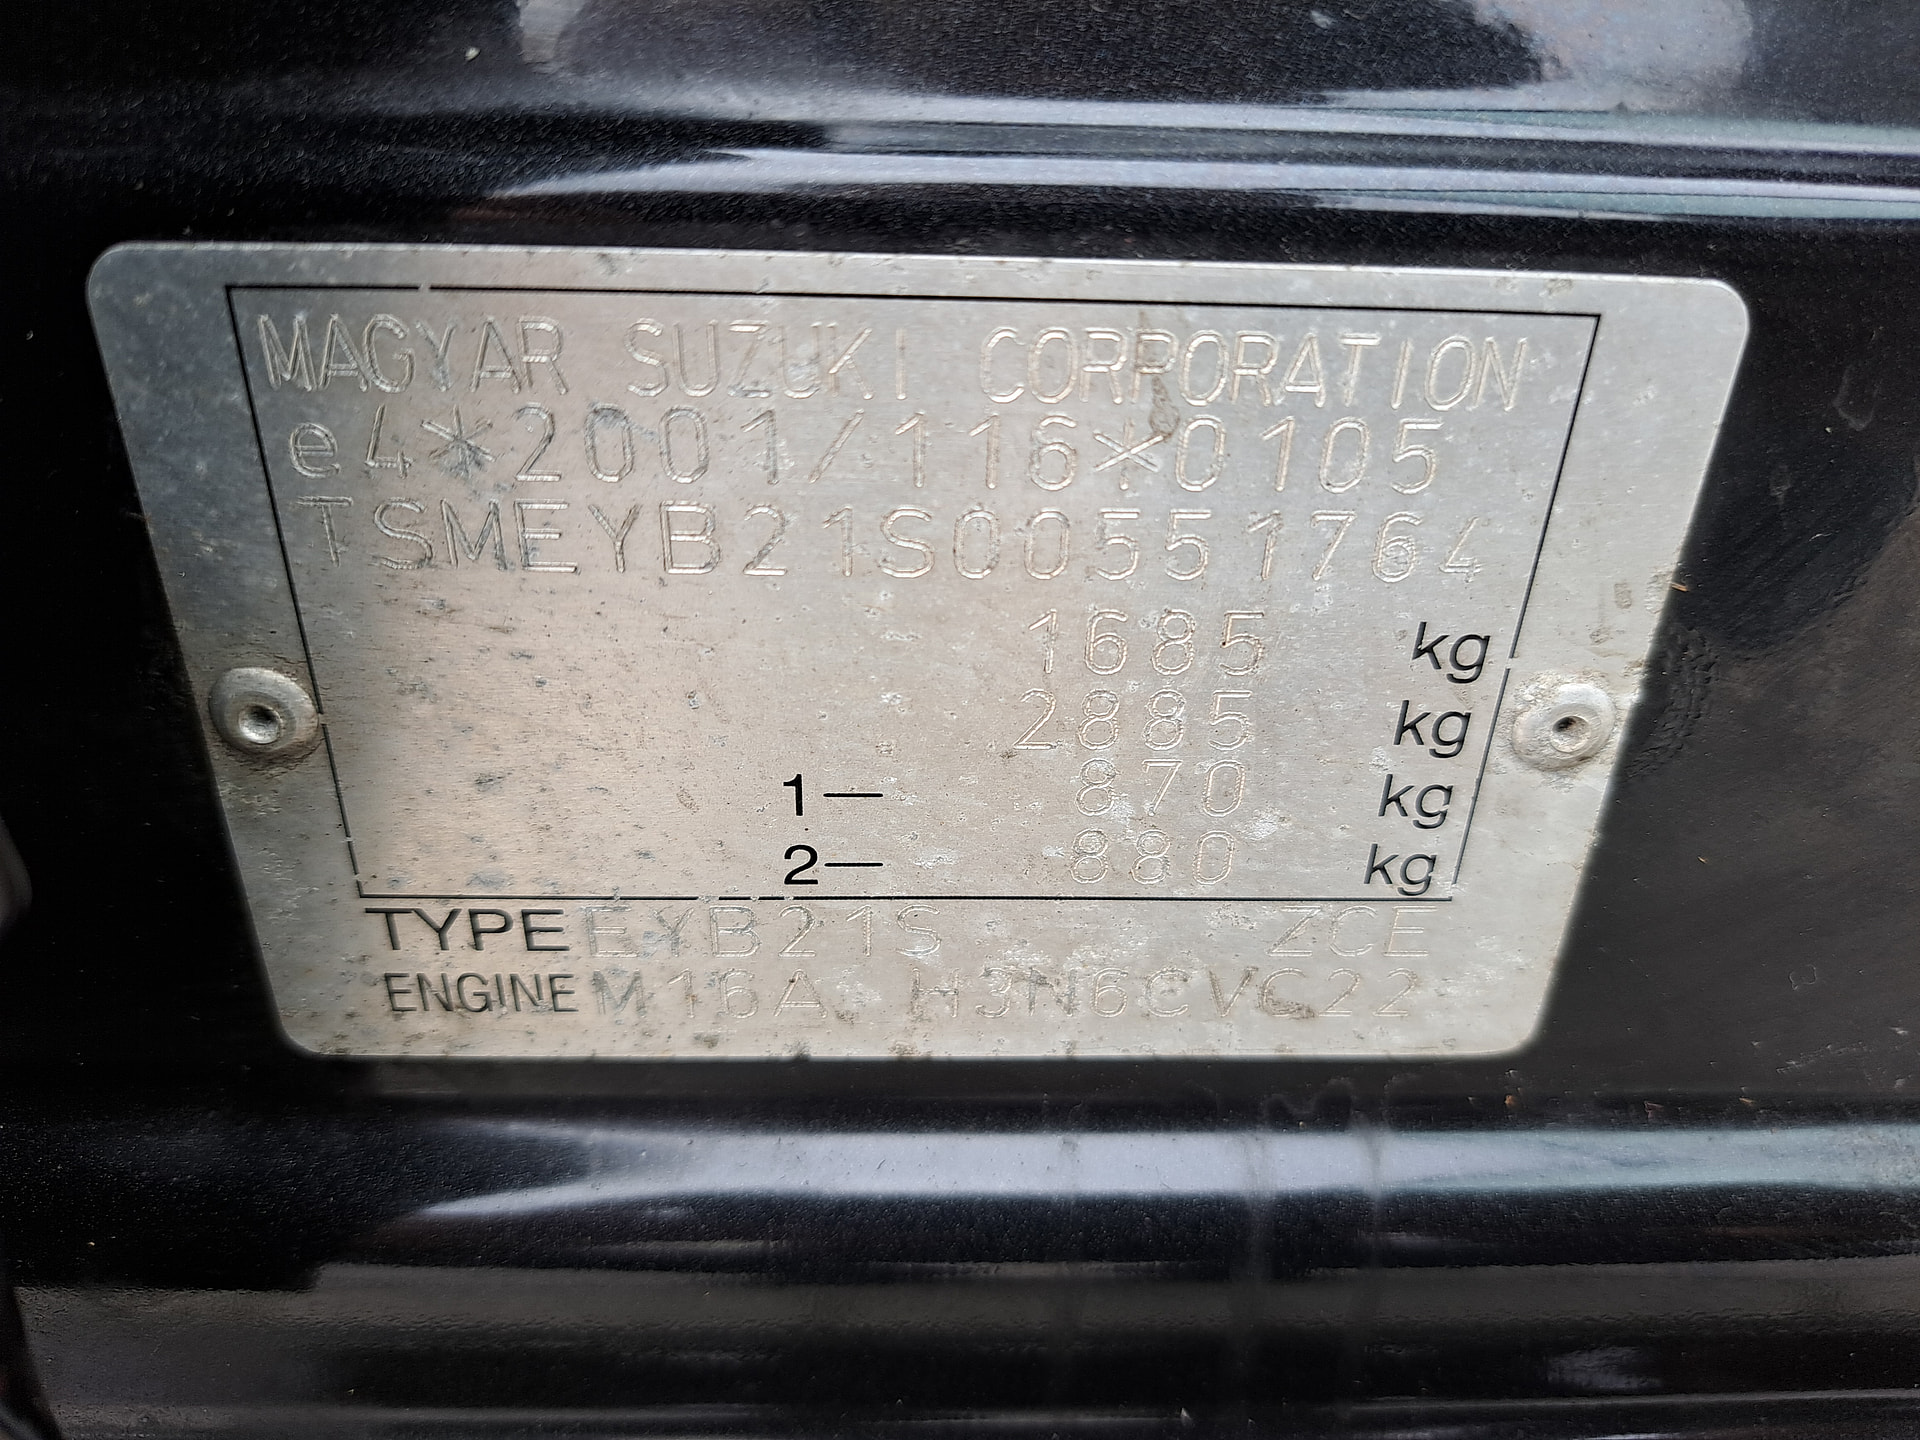 MAGYAR SUZUKI CORPORATION
e4*2001/116*0105
TSMEYB21S00551764
1685 kg
2885 kg
1— 870 kg
2— 880 kg
TYPE EYB21S ZCE
ENGINE M16A H3N6CVC22